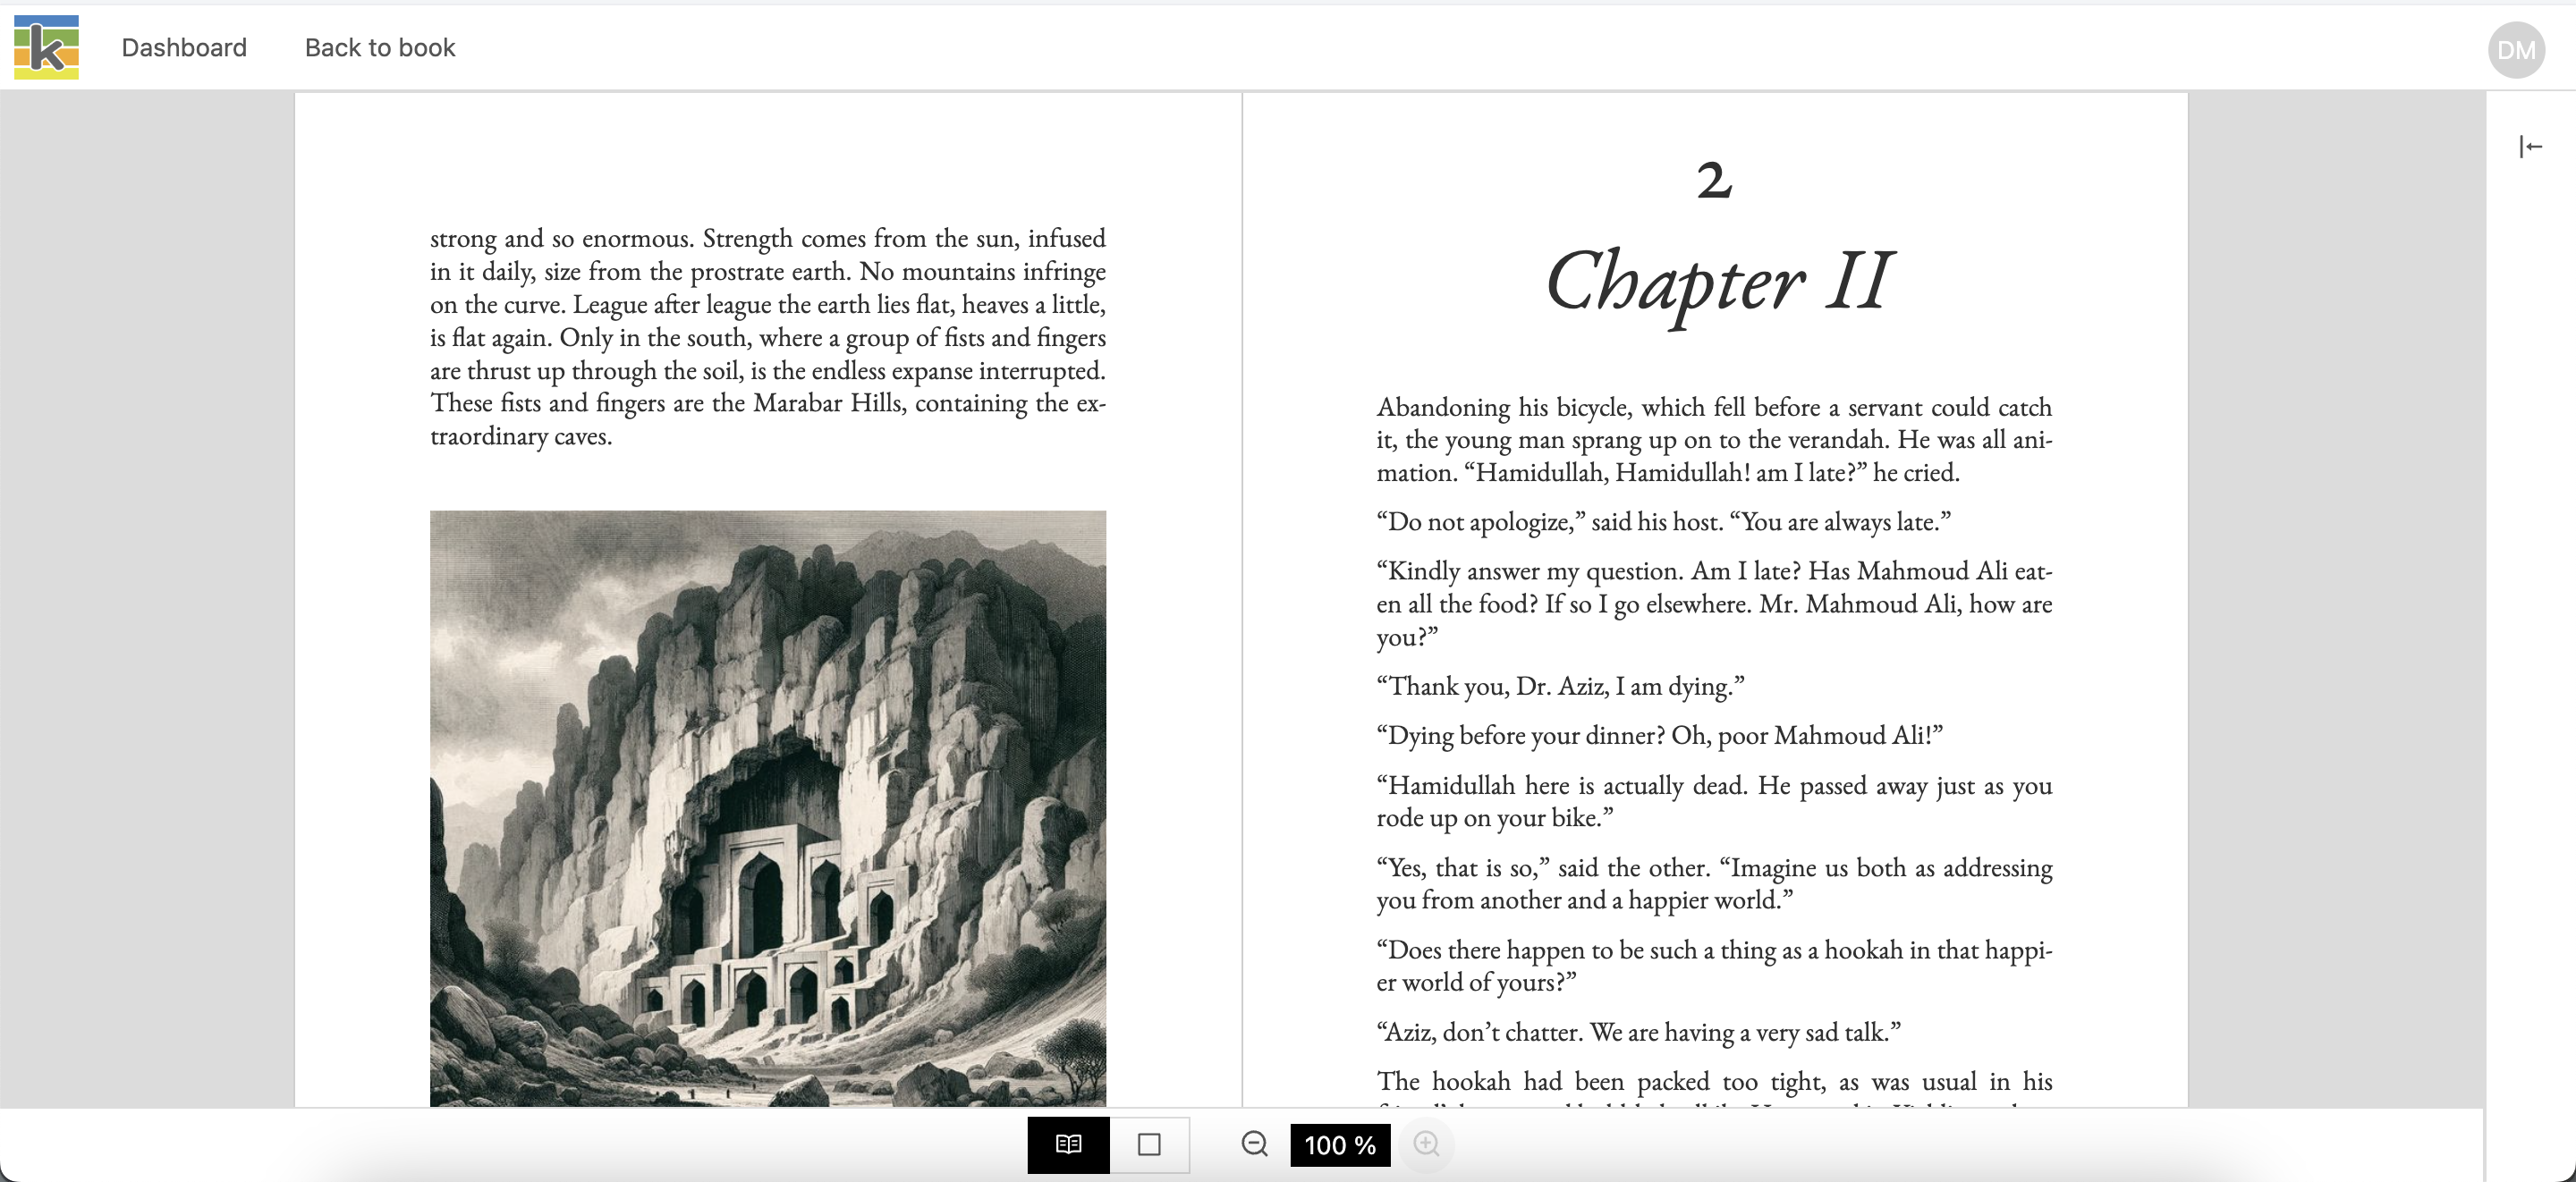 k
Dashboard
Back to book
DM
strong and so enormous. Strength comes from the sun, infused
in it daily, size from the prostrate earth. No mountains infringe
on the curve. League after league the earth lies flat, heaves a little,
is flat again. Only in the south, where a group of fists and fingers
are thrust up through the soil, is the endless expanse interrupted.
These fists and fingers are the Marabar Hills, containing the ex-
traordinary caves.
2
Chapter II
Abandoning his bicycle, which fell before a servant could catch
it, the young man sprang up on to the verandah. He was all ani-
mation. “Hamidullah, Hamidullah! am I late?” he cried.
“Do not apologize,” said his host. “You are always late.”
“Kindly answer my question. Am I late? Has Mahmoud Ali eat-
en all the food? If so I go elsewhere. Mr. Mahmoud Ali, how are
you?”
“Thank you, Dr. Aziz, I am dying.”
“Dying before your dinner? Oh, poor Mahmoud Ali!”
“Hamidullah here is actually dead. He passed away just as you
rode up on your bike.”
“Yes, that is so,” said the other. “Imagine us both as addressing
you from another and a happier world.”
“Does there happen to be such a thing as a hookah in that happi-
er world of yours?”
“Aziz, don’t chatter. We are having a very sad talk.”
The hookah had been packed too tight, as was usual in his
100 %